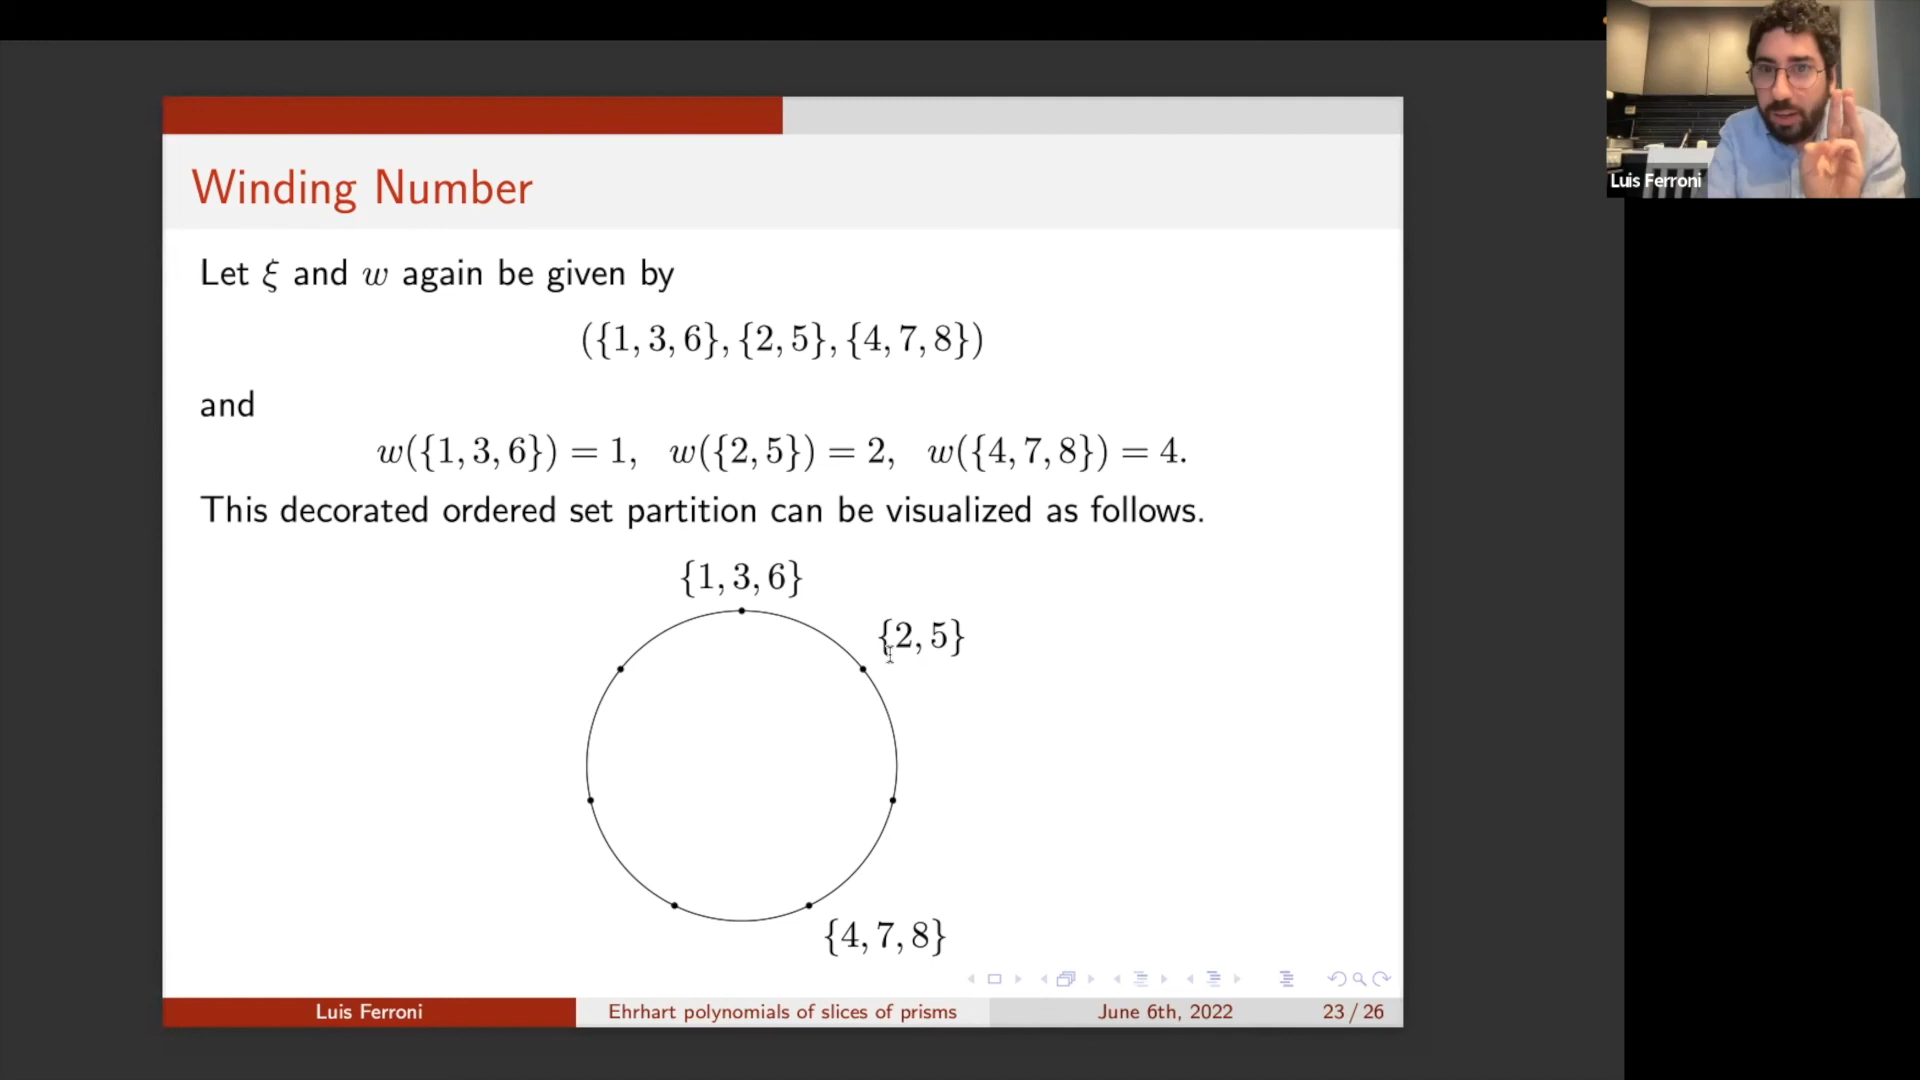 Luis Ferroni
Winding Number
Let ξ and w again be given by
({1, 3, 6}, {2, 5}, {4, 7, 8})
and
w({1, 3, 6}) = 1, w({2, 5}) = 2, w({4, 7, 8}) = 4.
This decorated ordered set partition can be visualized as follows.
{1, 3, 6}
{2, 5}
{4, 7, 8}
Luis Ferroni Ehrhart polynomials of slices of prisms June 6th, 2022 23 / 26